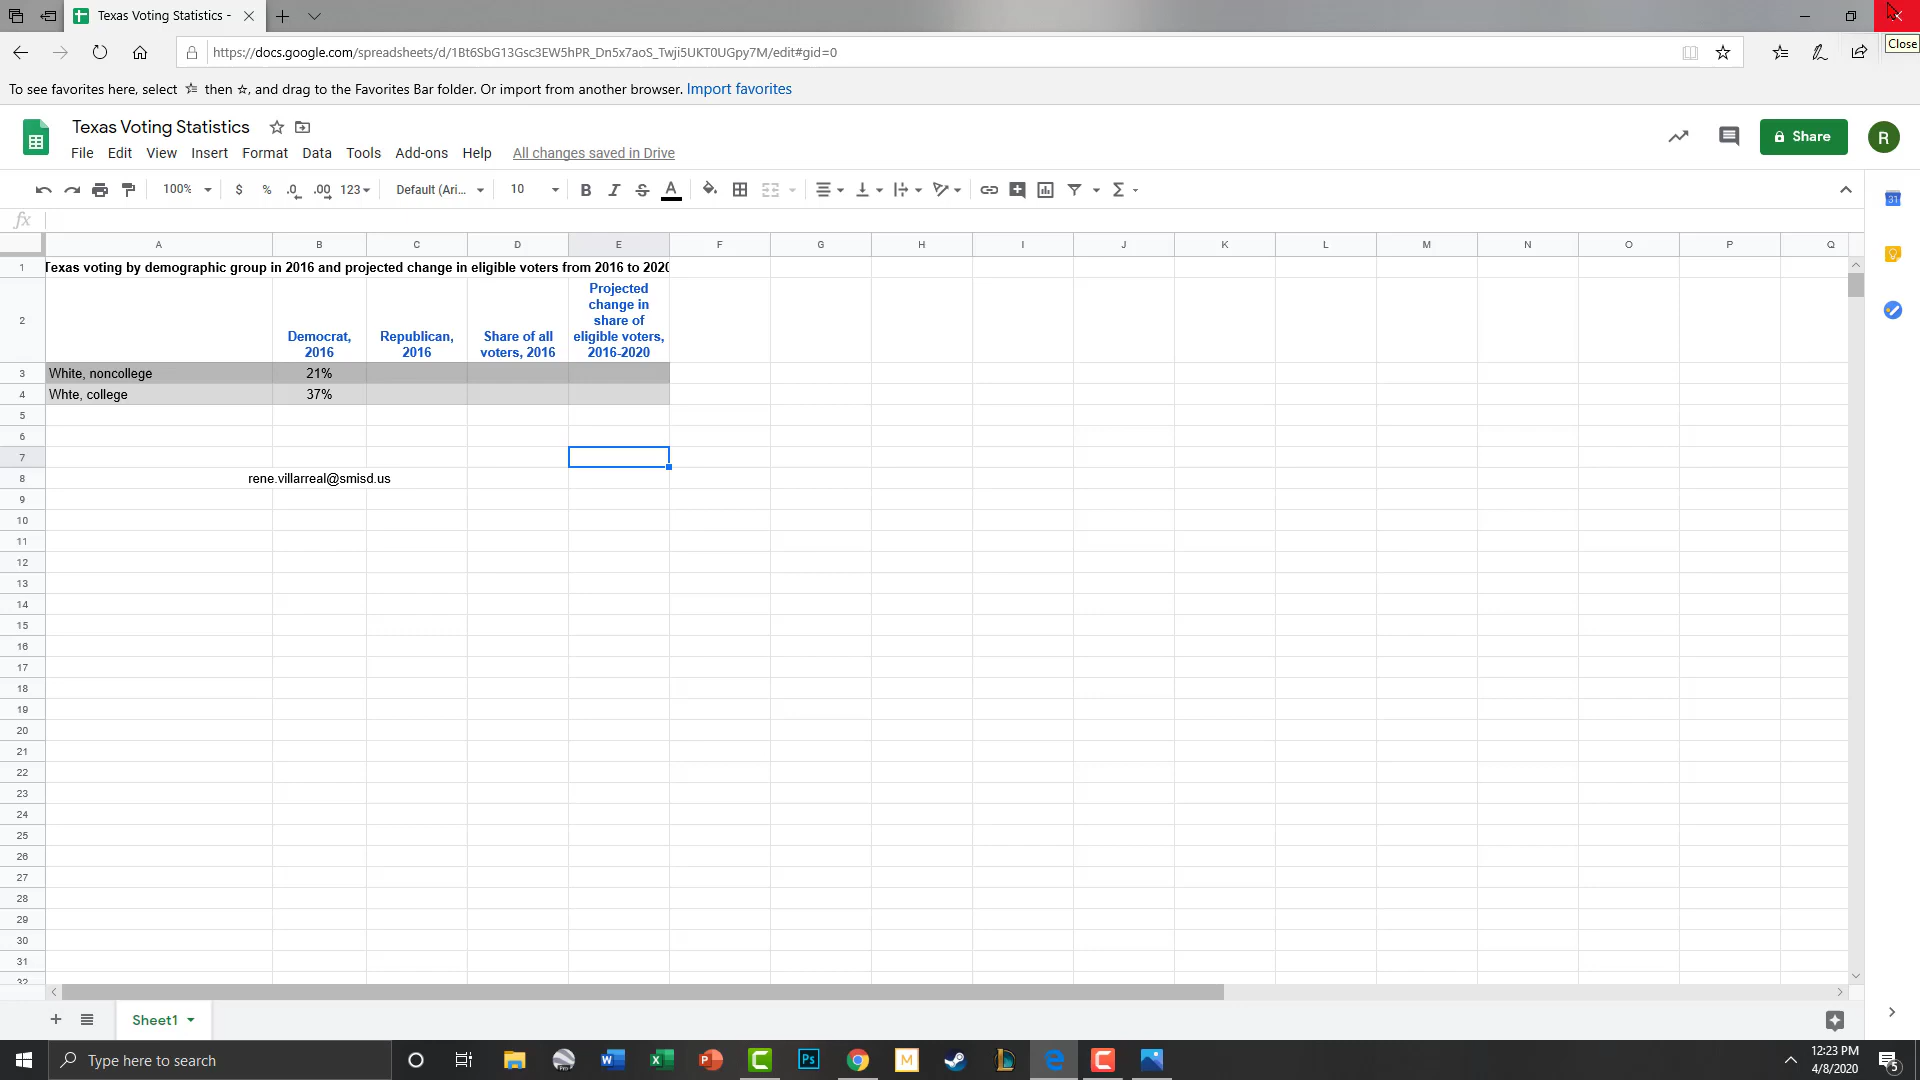 Texas Voting Statistics -
Close
https://docs.google.com/spreadsheets/d/1Bt6SbG13Gsc3EW5hPR_Dn5x7aoS_Twji5UKT0UGpy7M/edit#gid=0
To see favorites here, select then , and drag to the Favorites Bar folder. Or import from another browser. Import favorites
Texas Voting Statistics
Share
R
File Edit View Insert Format Data Tools Add-ons Help All changes saved in Drive
100% $ % .0 .00 123 Default (Ari... 10 B I S A
31
fx
A B C D E F G H I J K L M N O P Q
1 Texas voting by demographic group in 2016 and projected change in eligible voters from 2016 to 2020
Projected
change in
2 share of
Democrat, Republican, Share of all eligible voters,
2016 2016 voters, 2016 2016-2020
3 White, noncollege 21%
4 Whte, college 37%
5
6
7
8 rene.villarreal@smisd.us
9
10
11
12
13
14
15
16
17
18
19
20
21
22
23
24
25
26
27
28
29
30
31
32
Sheet1
Type here to search
Ps
M
12:23 PM
4/8/2020
5